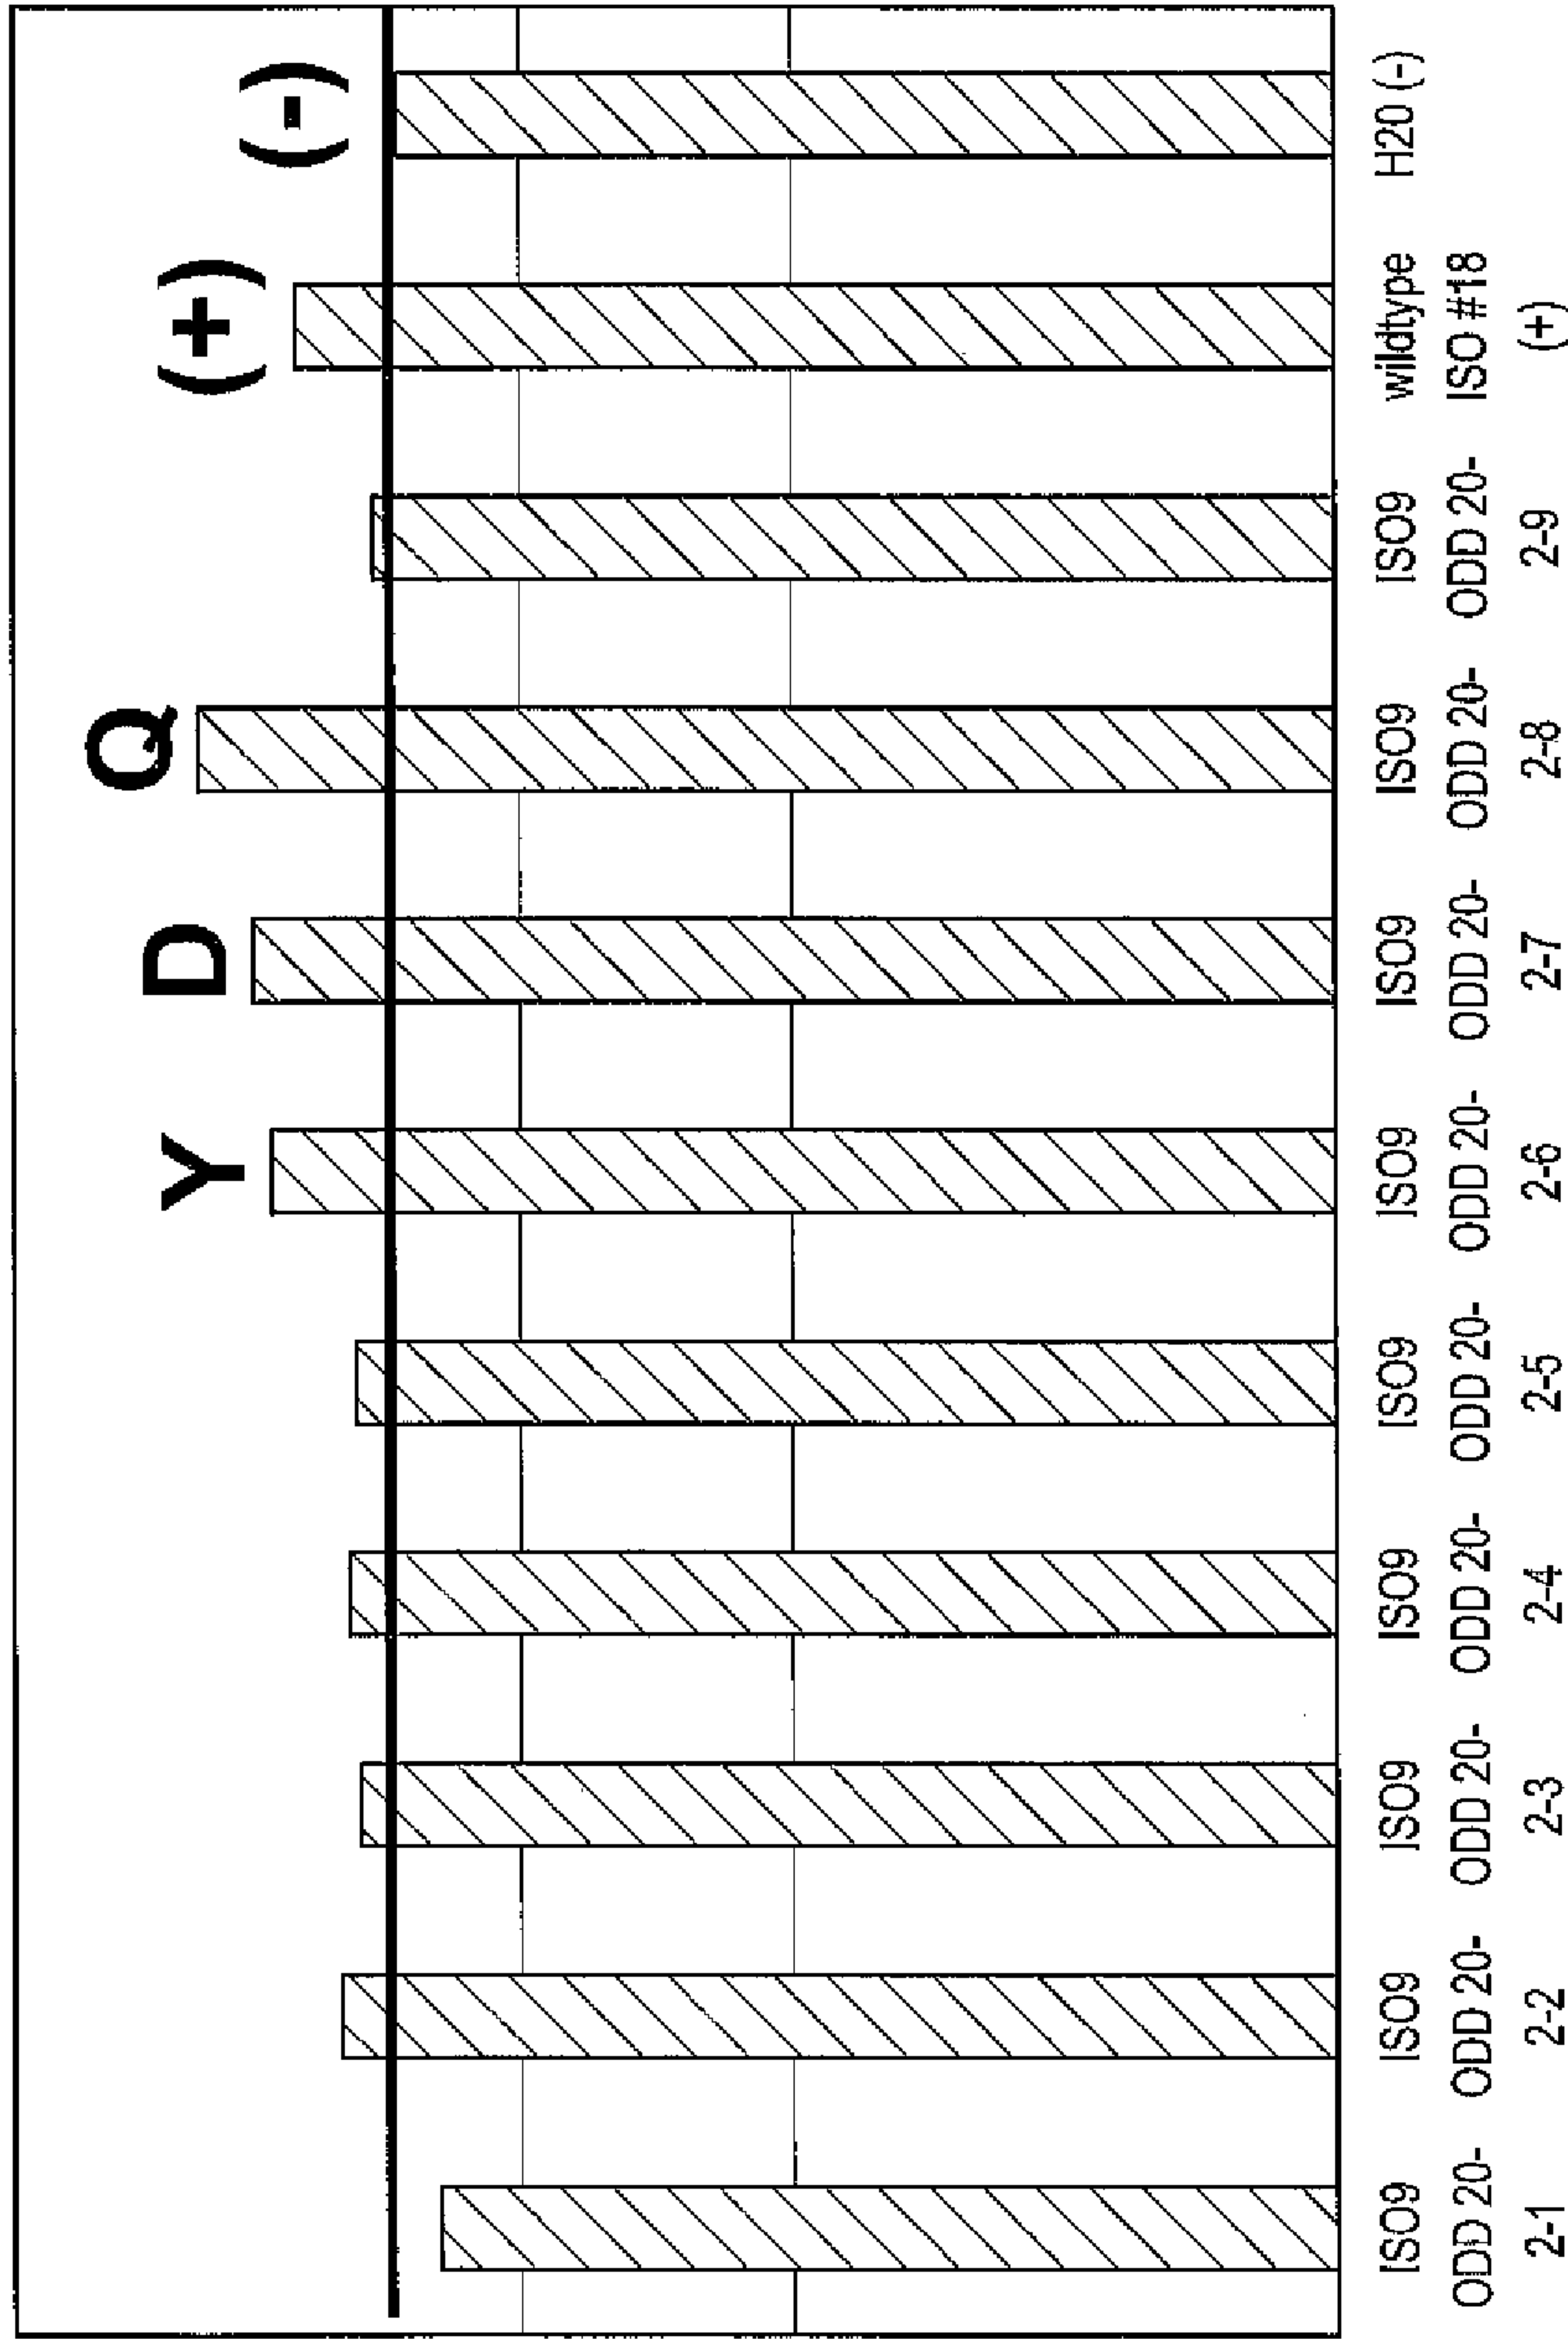 Y
D
Q
(+)
(-)
ISO9
ODD 20-
2-1
ISO9
ODD 20-
2-2
ISO9
ODD 20-
2-3
ISO9
ODD 20-
2-4
ISO9
ODD 20-
2-5
ISO9
ODD 20-
2-6
ISO9
ODD 20-
2-7
ISO9
ODD 20-
2-8
ISO9
ODD 20-
2-9
wildtype
ISO #18
(+)
H20 (-)